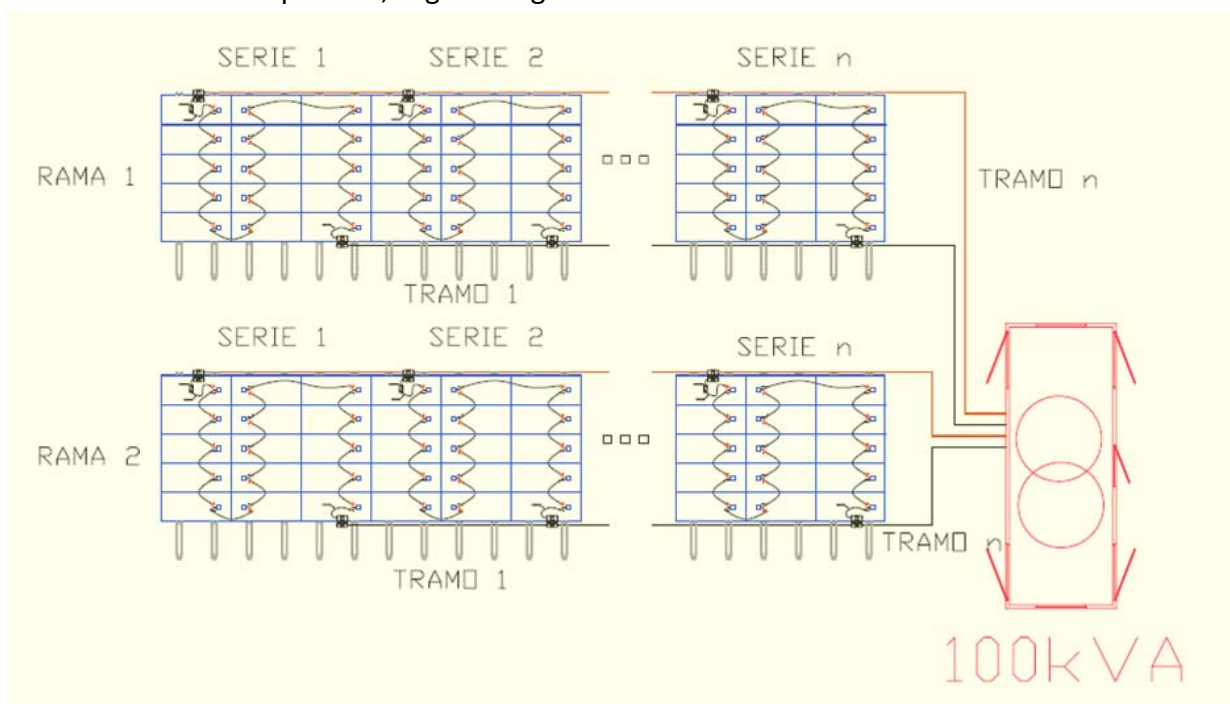 SERIE 1 SERIE 2 SERIE n
RAMA 1
TRAMO n
TRAMO 1
SERIE 1 SERIE 2 SERIE n
RAMA 2
TRAMO n
TRAMO 1
100kVA